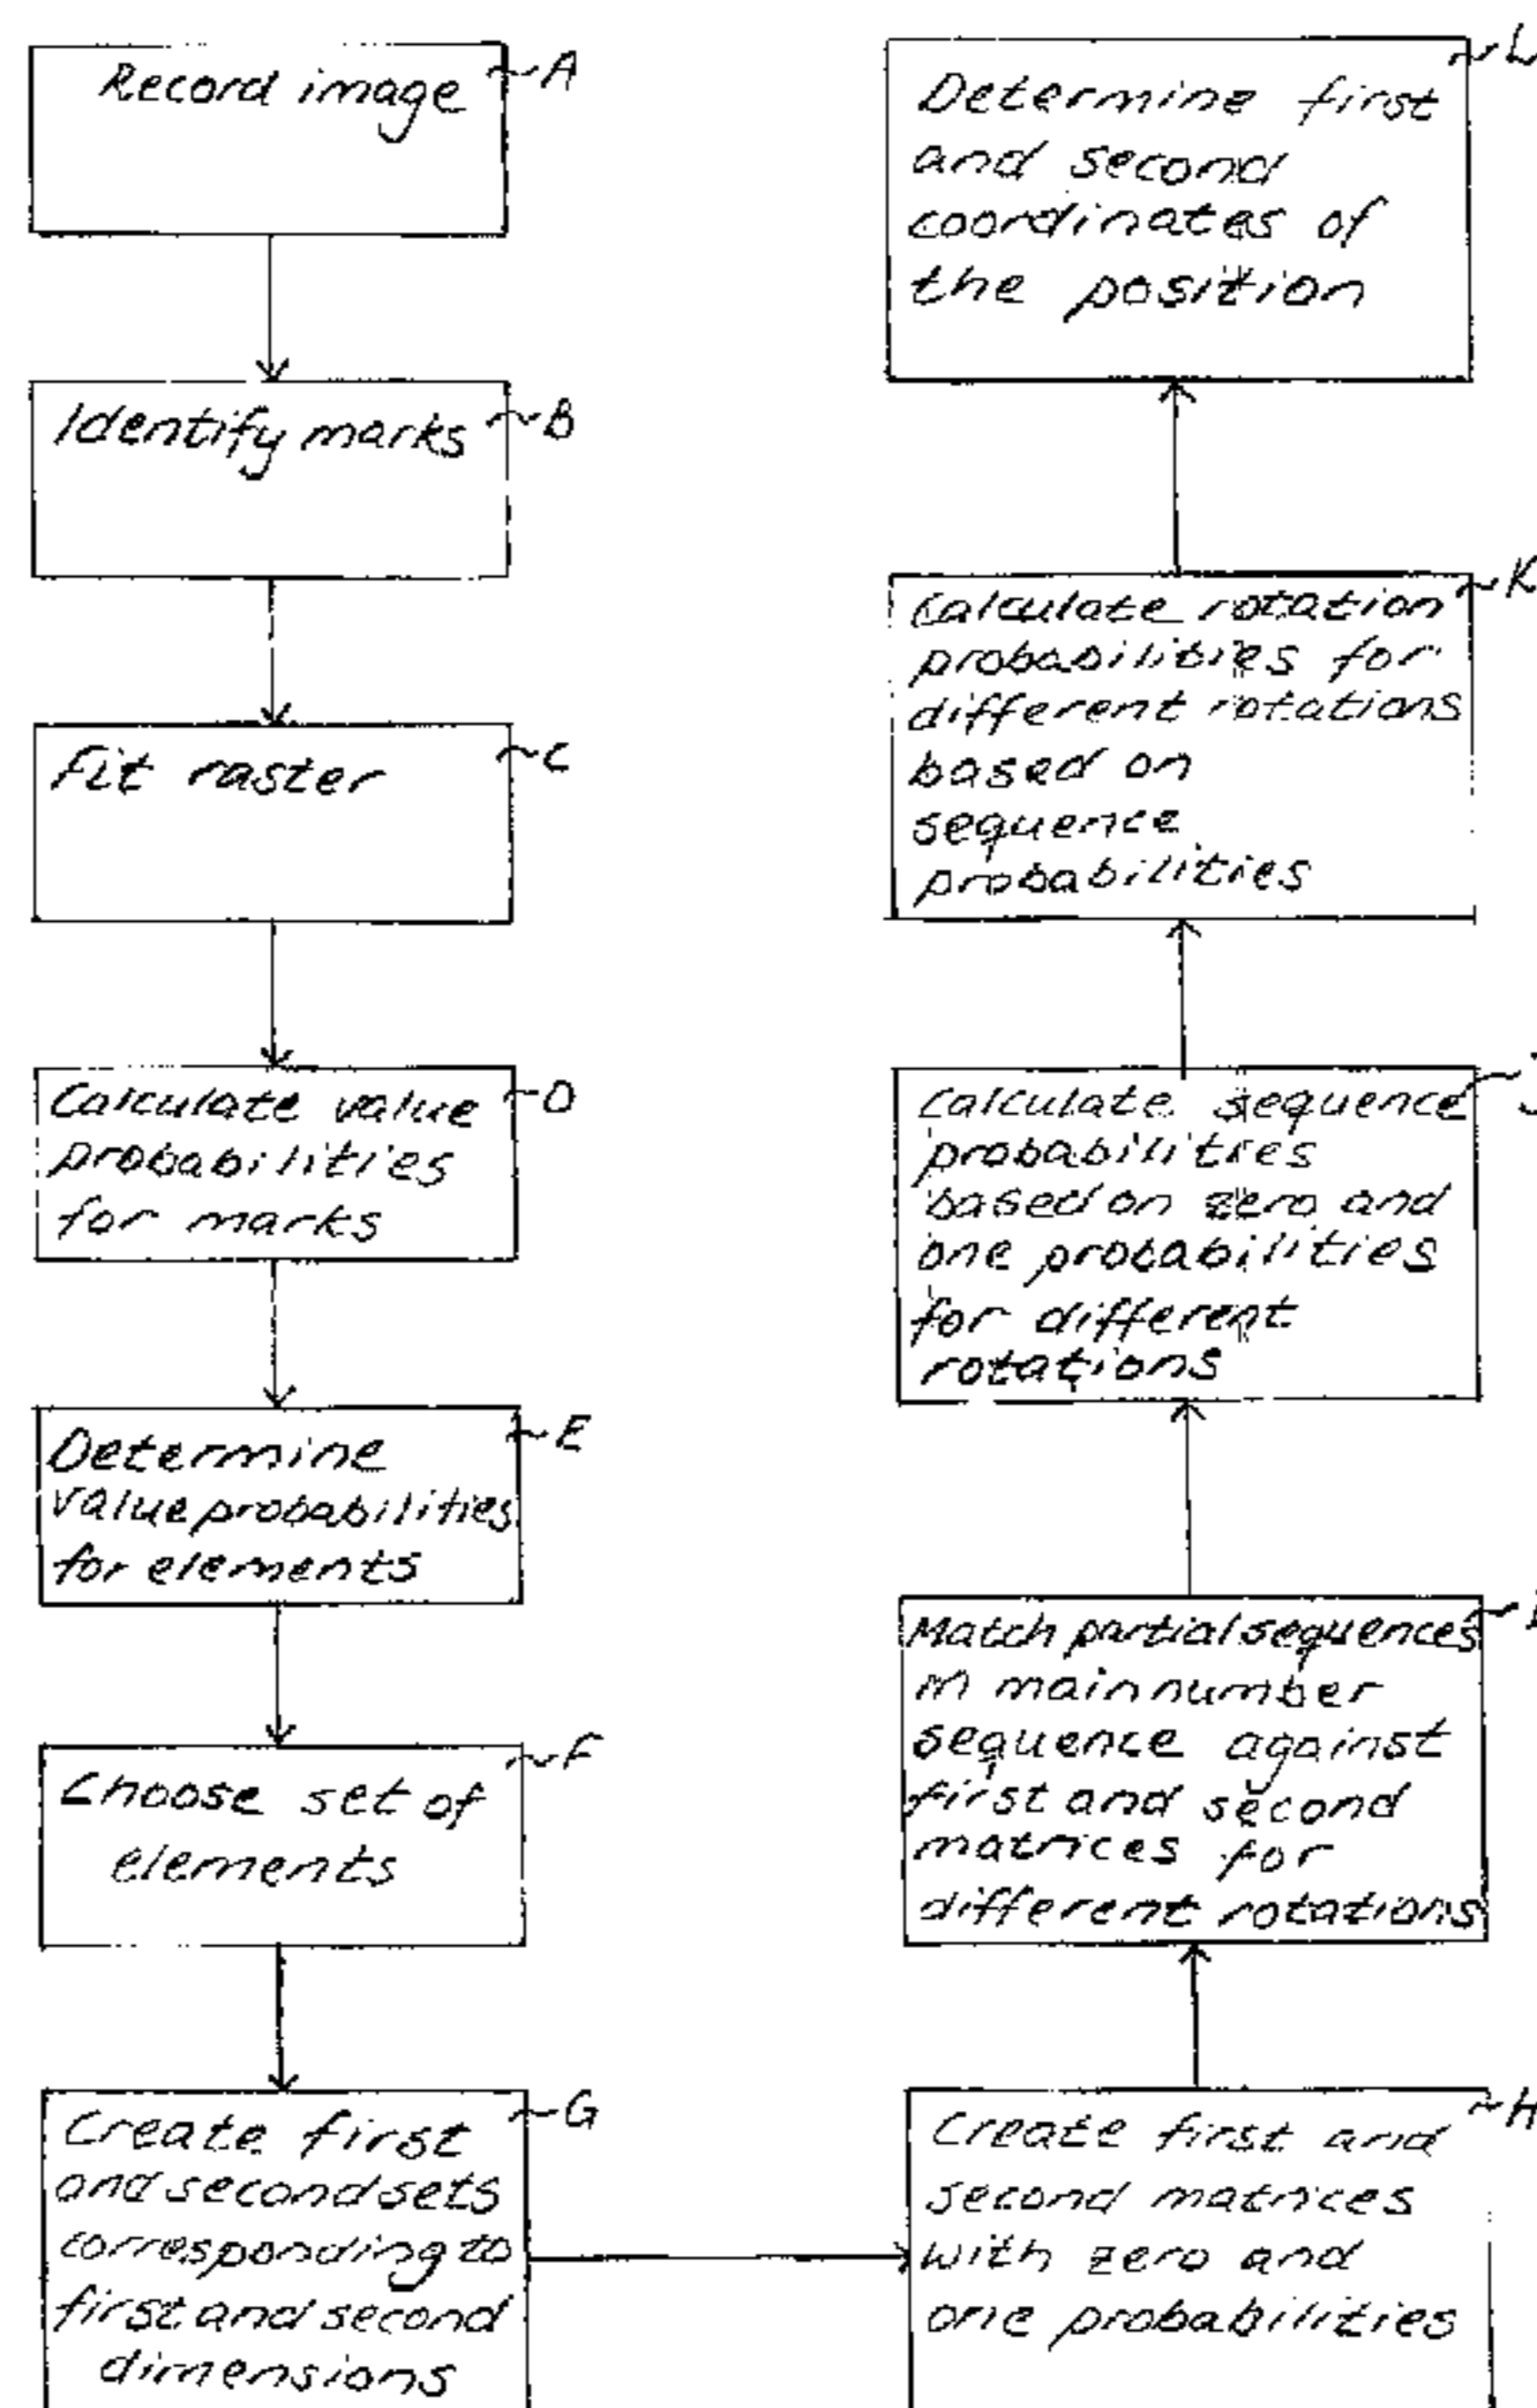 Record image
A
Identify marks
B
Fit raster
C
Calculate value
probabilities
for marks
D
Determine
value probabilities
for elements
E
Choose set of
elements
F
Create first
and second sets
corresponding to
first and second
dimensions
G
Create first and
second matrices
with zero and
one probabilities
H
Match partial sequences
in main number
sequence against
first and second
matrices for
different rotations
Calculate sequence
probabilities
based on zero and
one probabilities
for different
rotations
J
Calculate rotation
probabilities for
different rotations
based on
sequence
probabilities
K
Determine first
and second
coordinates of
the position
L